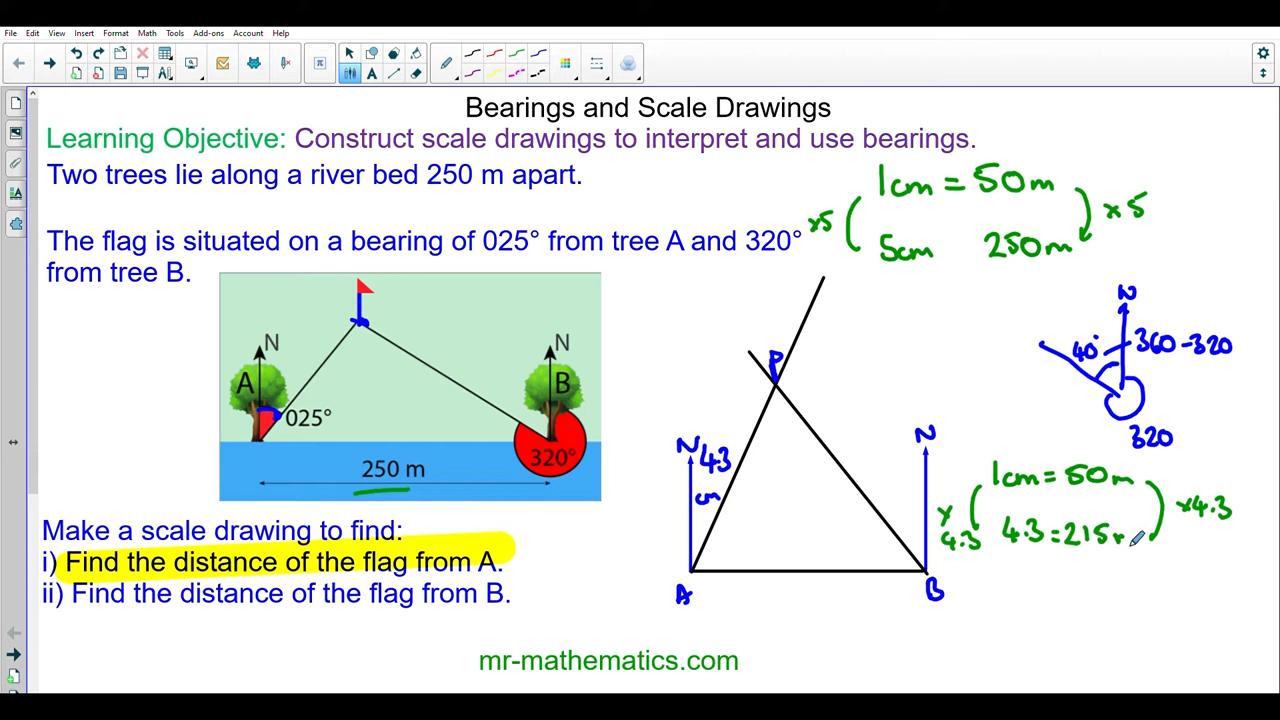 File Edit View Insert Format Math Tools Add-ons Account Help
Bearings and Scale Drawings
Learning Objective: Construct scale drawings to interpret and use bearings.
Two trees lie along a river bed 250 m apart.
1cm = 50m
×5
×5
5cm 250m
The flag is situated on a bearing of 025° from tree A and 320°
from tree B.
N
N
A
B
025°
320°
250 m
N
40°
360-320
320
P
N
4.3
cm
N
A
B
1cm = 50m
×
4.3
4.3 = 215m
×4.3
Make a scale drawing to find:
i) Find the distance of the flag from A.
ii) Find the distance of the flag from B.
mr-mathematics.com